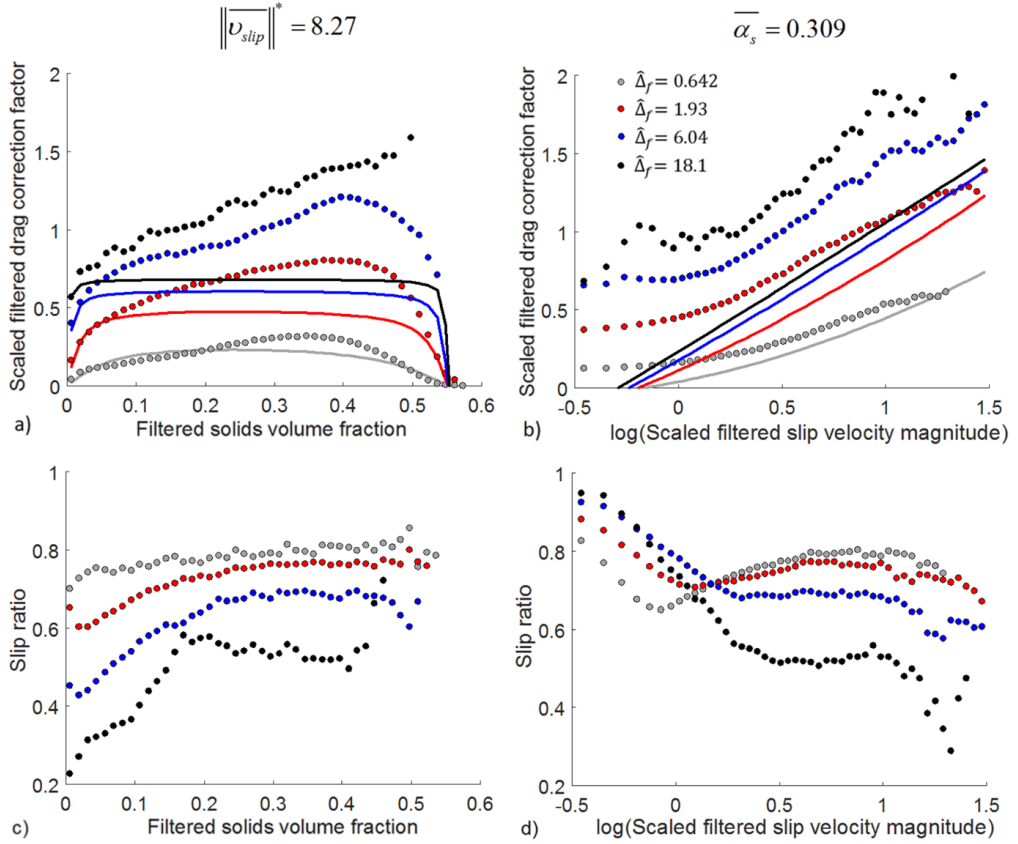 ‖υ_slip‖* = 8.27
α_s = 0.309
Scaled filtered drag correction factor
2
1.5
1
0.5
0
0 0.1 0.2 0.3 0.4 0.5 0.6
Filtered solids volume fraction
a)
Scaled filtered drag correction factor
2
1.5
1
0.5
0
Δ̂_f = 0.642
Δ̂_f = 1.93
Δ̂_f = 6.04
Δ̂_f = 18.1
-0.5 0 0.5 1 1.5
log(Scaled filtered slip velocity magnitude)
b)
Slip ratio
1
0.8
0.6
0.4
0.2
0 0.1 0.2 0.3 0.4 0.5 0.6
Filtered solids volume fraction
c)
Slip ratio
1
0.8
0.6
0.4
0.2
-0.5 0 0.5 1 1.5
log(Scaled filtered slip velocity magnitude)
d)